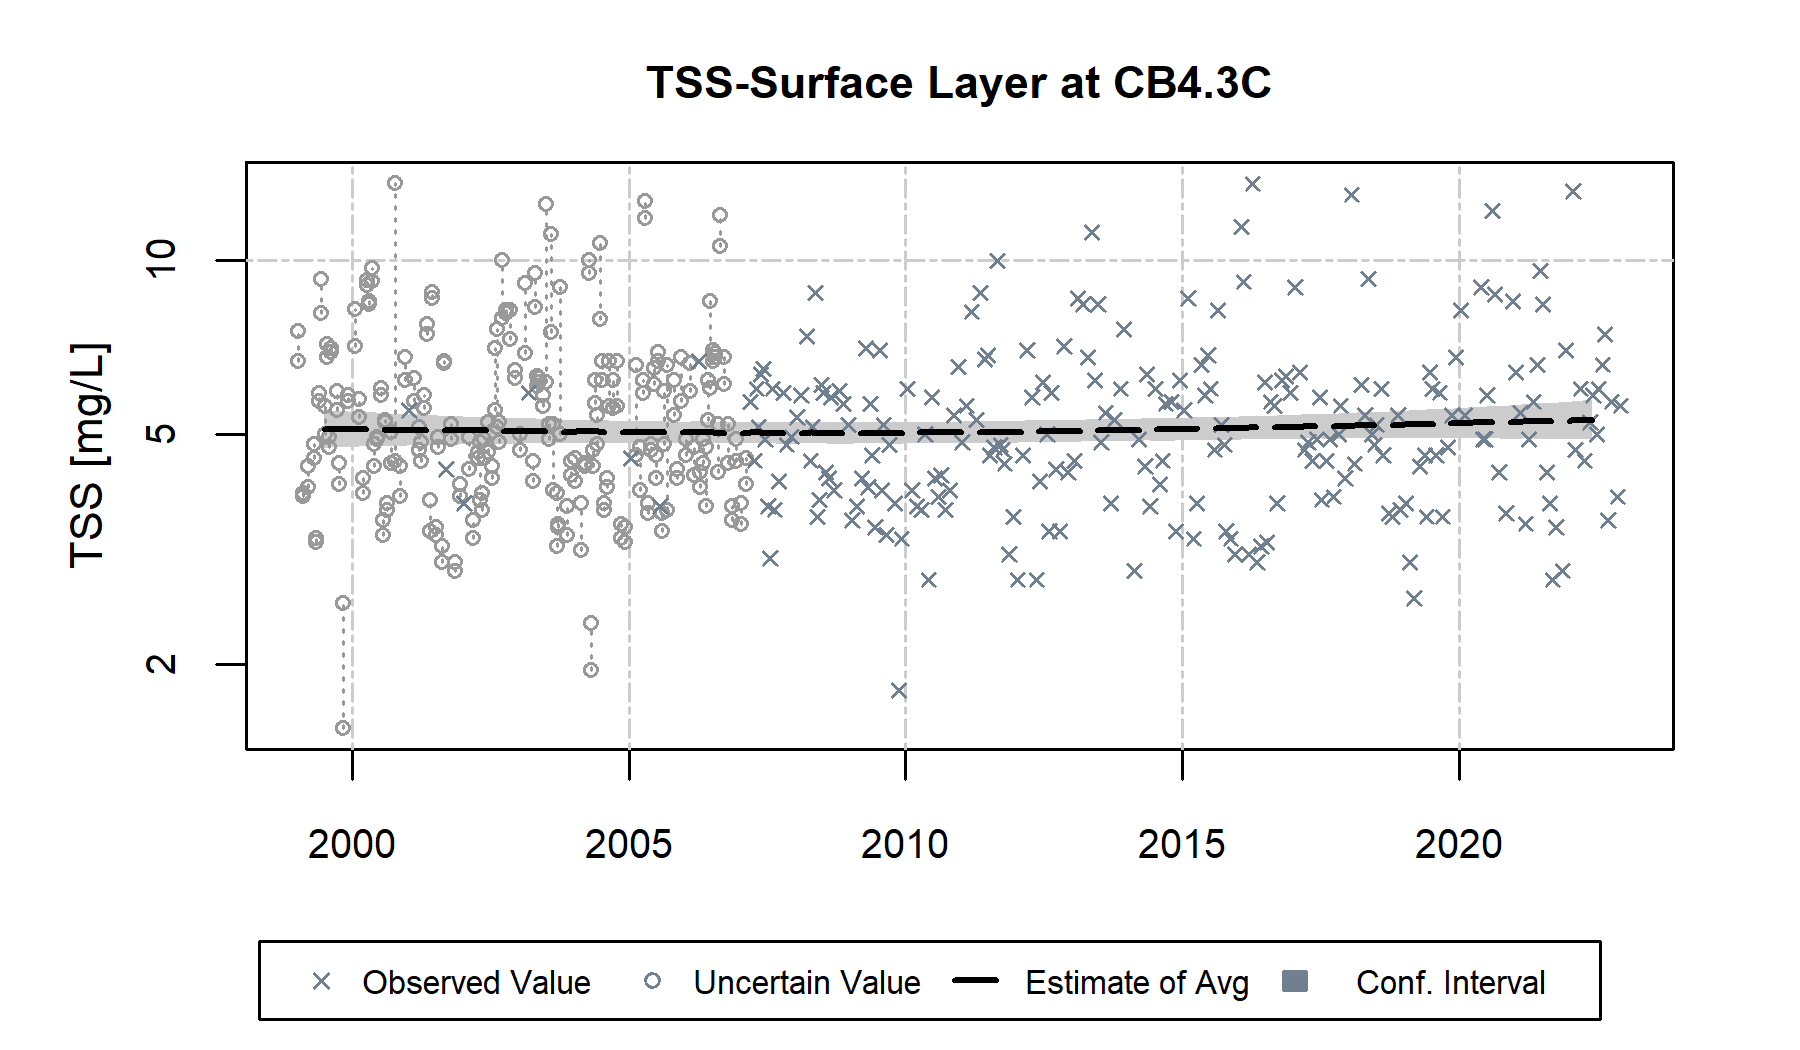 TSS-Surface Layer at CB4.3C
TSS [mg/L]
10
5
2
2000 2005 2010 2015 2020
Observed Value Uncertain Value Estimate of Avg Conf. Interval